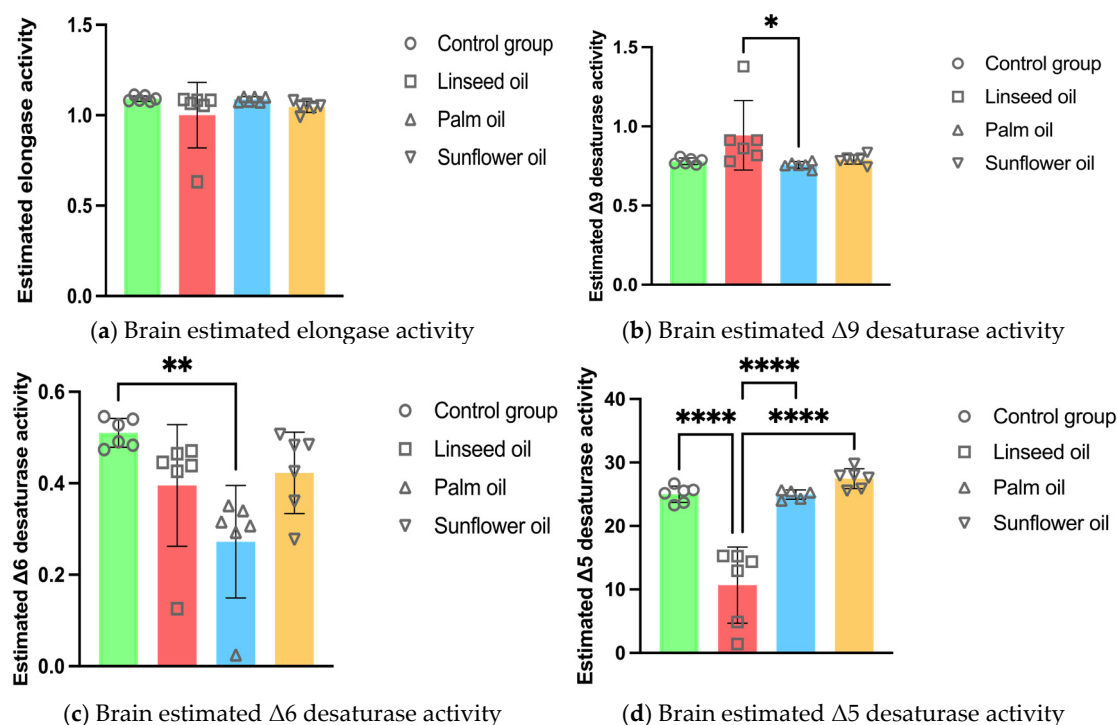 Estimated elongase activity
1.5
1.0
0.5
0.0
Control group
Linseed oil
Palm oil
Sunflower oil
(a) Brain estimated elongase activity
Estimated Δ9 desaturase activity
1.5
1.0
0.5
0.0
*
Control group
Linseed oil
Palm oil
Sunflower oil
(b) Brain estimated Δ9 desaturase activity
Estimated Δ6 desaturase activity
0.6
0.4
0.2
0.0
**
Control group
Linseed oil
Palm oil
Sunflower oil
(c) Brain estimated Δ6 desaturase activity
Estimated Δ5 desaturase activity
40
30
20
10
0
****
**** ****
Control group
Linseed oil
Palm oil
Sunflower oil
(d) Brain estimated Δ5 desaturase activity